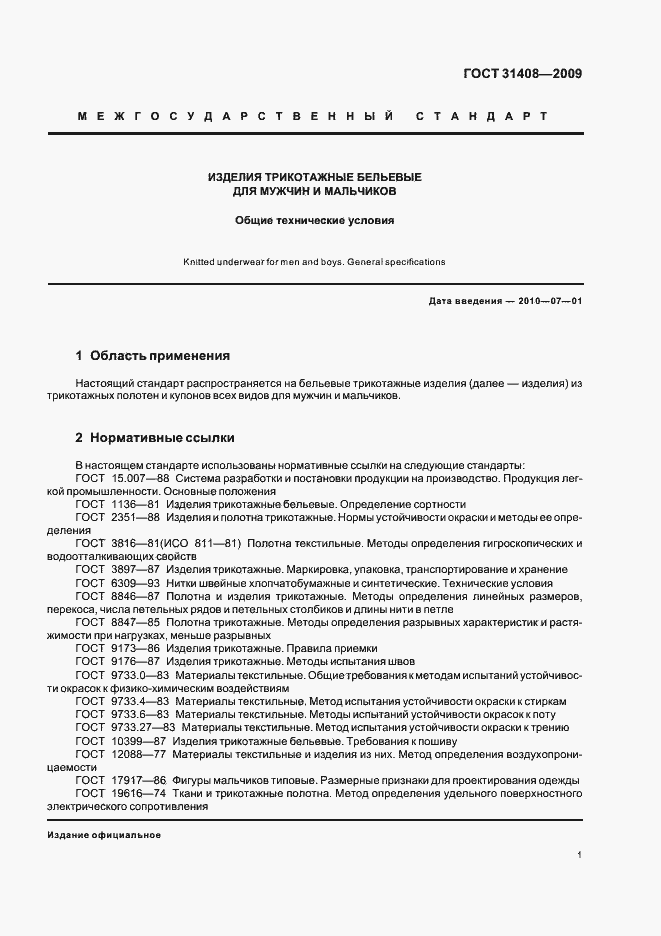 ГОСТ 31408—2009
МЕЖГОСУДАРСТВЕННЫЙ СТАНДАРТ
ИЗДЕЛИЯ ТРИКОТАЖНЫЕ БЕЛЬЕВЫЕ
ДЛЯ МУЖЧИН И МАЛЬЧИКОВ
Общие технические условия
Knitted underwear for men and boys. General specifications
Дата введения — 2010—07—01
1 Область применения
Настоящий стандарт распространяется на бельевые трикотажные изделия (далее — изделия) из
трикотажных полотен и купонов всех видов для мужчин и мальчиков.
2 Нормативные ссылки
В настоящем стандарте использованы нормативные ссылки на следующие стандарты:
ГОСТ 15.007—88 Система разработки и постановки продукции на производство. Продукция лег-
кой промышленности. Основные положения
ГОСТ 1136—81 Изделия трикотажные бельевые. Определение сортности
ГОСТ 2351—88 Изделия и полотна трикотажные. Нормы устойчивости окраски и методы ее опре-
деления
ГОСТ 3816—81(ИСО 811—81) Полотна текстильные. Методы определения гигроскопических и
водоотталкивающих свойств
ГОСТ 3897—87 Изделия трикотажные. Маркировка, упаковка, транспортирование и хранение
ГОСТ 6309—93 Нитки швейные хлопчатобумажные и синтетические. Технические условия
ГОСТ 8846—87 Полотна и изделия трикотажные. Методы определения линейных размеров,
перекоса, числа петельных рядов и петельных столбиков и длины нити в петле
ГОСТ 8847—85 Полотна трикотажные. Методы определения разрывных характеристик и растя-
жимости при нагрузках, меньше разрывных
ГОСТ 9173—86 Изделия трикотажные. Правила приемки
ГОСТ 9176—87 Изделия трикотажные. Методы испытания швов
ГОСТ 9733.0—83 Материалы текстильные. Общие требования к методам испытаний устойчивос-
ти окрасок к физико-химическим воздействиям
ГОСТ 9733.4—83 Материалы текстильные. Метод испытания устойчивости окраски к стиркам
ГОСТ 9733.6—83 Материалы текстильные. Методы испытаний устойчивости окрасок к поту
ГОСТ 9733.27—83 Материалы текстильные. Метод испытания устойчивости окраски к трению
ГОСТ 10399—87 Изделия трикотажные бельевые. Требования к пошиву
ГОСТ 12088—77 Материалы текстильные и изделия из них. Метод определения воздухопрони-
цаемости
ГОСТ 17917—86 Фигуры мальчиков типовые. Размерные признаки для проектирования одежды
ГОСТ 19616—74 Ткани и трикотажные полотна. Метод определения удельного поверхностного
электрического сопротивления
Издание официальное
1